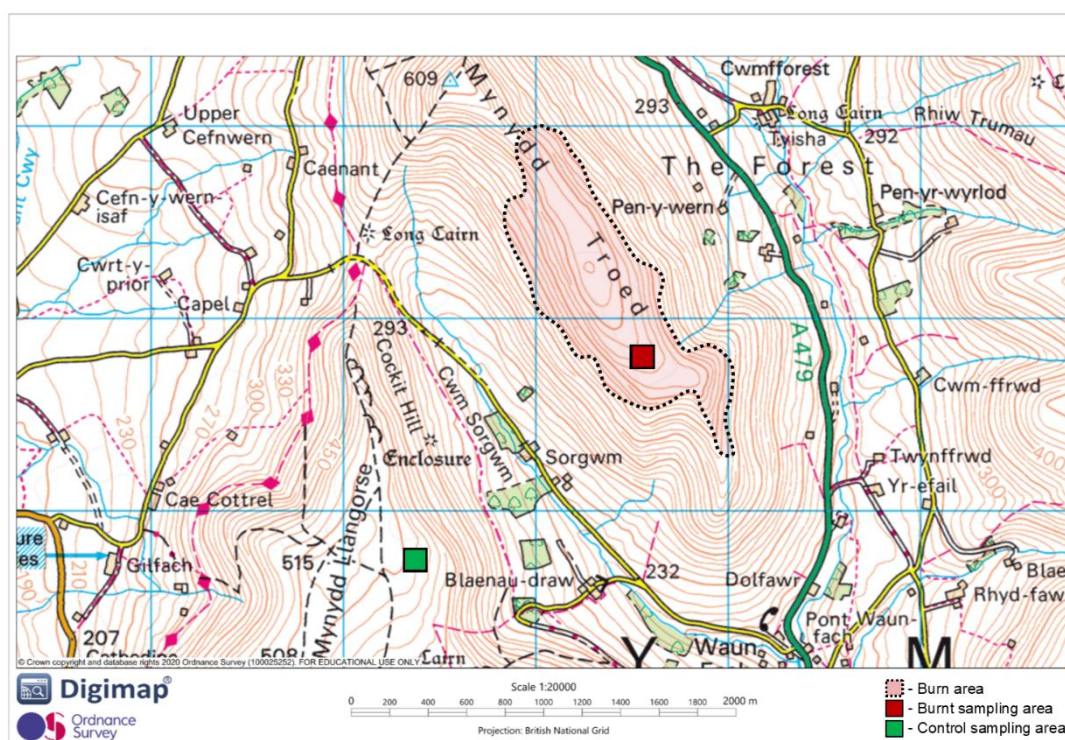 609
Mynydd
Troed
Cwmfforest
293
Long Cairn
Tyisha
292
Rhiw Trumau
The Forest
Upper
Cefnwern
Caenant
Cefn-y-wern-
isaf
Long Cairn
Pen-y-wern
Pen-yr-wyrlod
Cwrt-y-
prior
Capel
293
Cockit Hill
Cwm Sorgwm
A479
330
300
270
230
450
Enclosure
Sorgwm
Cwm-ffrwd
Twynffrwd
Yr-efail
400
300
Cae Cottrel
Mynydd Llangorse
515
Gilfach
210
190
Blaenau-draw
232
Dolfawr
Rhyd-faw
Pont Waun-
fach
207
508
Waun
Y
M
© Crown copyright and database rights 2020 Ordnance Survey (100025252). FOR EDUCATIONAL USE ONLY
Digimap®
Ordnance
Survey
Scale 1:20000
0 200 400 600 800 1000 1200 1400 1600 1800 2000 m
Projection: British National Grid
- Burn area
- Burnt sampling area
- Control sampling area